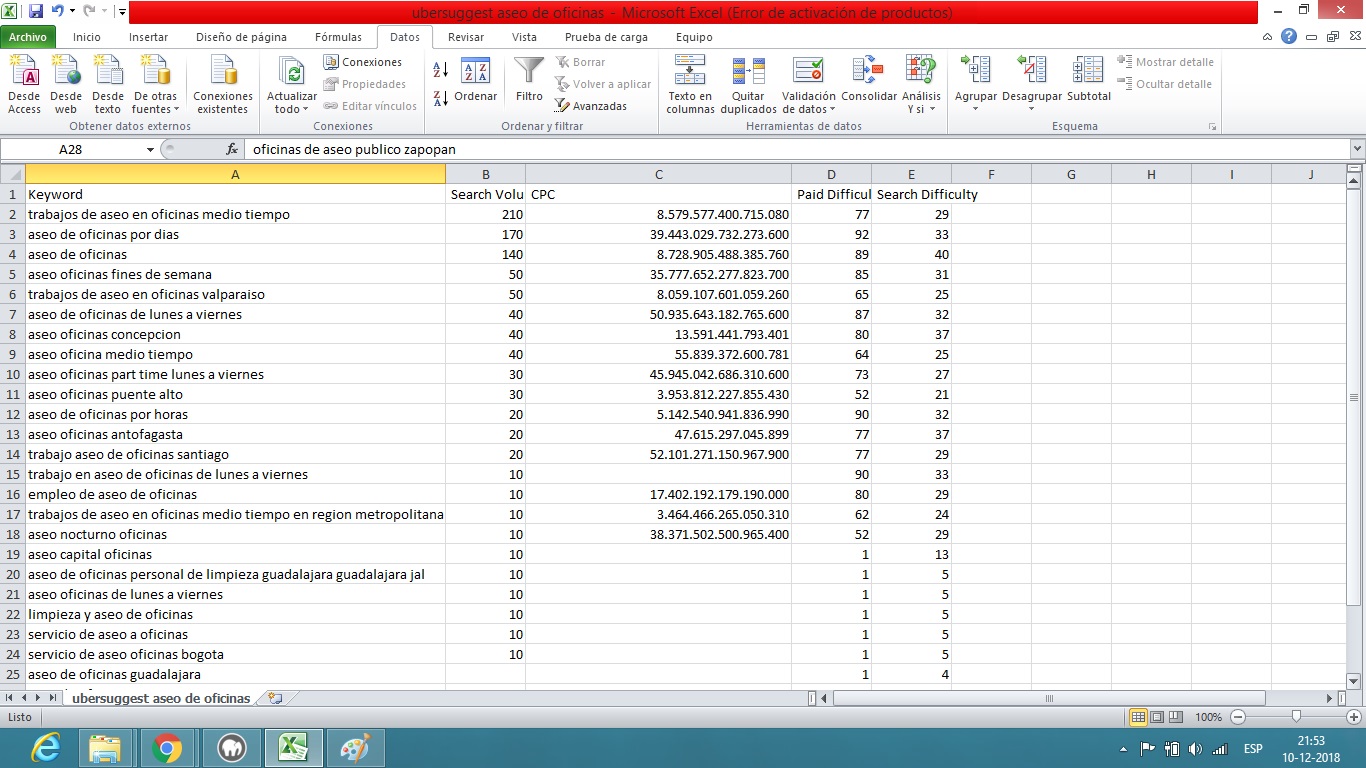 ubersuggest aseo de oficinas - Microsoft Excel (Error de activación de productos)
Archivo Inicio Insertar Diseño de página Fórmulas Datos Revisar Vista Prueba de carga Equipo
Desde Access
Desde web
Desde texto
De otras fuentes
Conexiones existentes
Obtener datos externos
Actualizar todo
Conexiones
Propiedades
Editar vínculos
Conexiones
Ordenar
Filtro
Borrar
Volver a aplicar
Avanzadas
Ordenar y filtrar
Texto en columnas
Quitar duplicados
Validación de datos
Consolidar
Análisis Y si
Herramientas de datos
Agrupar
Desagrupar
Subtotal
Mostrar detalle
Ocultar detalle
Esquema
A28 fx oficinas de aseo publico zapopan
A B C D E F G H I J
1 Keyword Search Volu CPC Paid Difficul Search Difficulty
2 trabajos de aseo en oficinas medio tiempo 210 8.579.577.400.715.080 77 29
3 aseo de oficinas por dias 170 39.443.029.732.273.600 92 33
4 aseo de oficinas 140 8.728.905.488.385.760 89 40
5 aseo oficinas fines de semana 50 35.777.652.277.823.700 85 31
6 trabajos de aseo en oficinas valparaiso 50 8.059.107.601.059.260 65 25
7 aseo de oficinas de lunes a viernes 40 50.935.643.182.765.600 87 32
8 aseo oficinas concepcion 40 13.591.441.793.401 80 37
9 aseo oficina medio tiempo 40 55.839.372.600.781 64 25
10 aseo oficinas part time lunes a viernes 30 45.945.042.686.310.600 73 27
11 aseo oficinas puente alto 30 3.953.812.227.855.430 52 21
12 aseo de oficinas por horas 20 5.142.540.941.836.990 90 32
13 aseo oficinas antofagasta 20 47.615.297.045.899 77 37
14 trabajo aseo de oficinas santiago 20 52.101.271.150.967.900 77 29
15 trabajo en aseo de oficinas de lunes a viernes 10 90 33
16 empleo de aseo de oficinas 10 17.402.192.179.190.000 80 29
17 trabajos de aseo en oficinas medio tiempo en region metropolitana 10 3.464.466.265.050.310 62 24
18 aseo nocturno oficinas 10 38.371.502.500.965.400 52 29
19 aseo capital oficinas 10 1 13
20 aseo de oficinas personal de limpieza guadalajara guadalajara jal 10 1 5
21 aseo oficinas de lunes a viernes 10 1 5
22 limpieza y aseo de oficinas 10 1 5
23 servicio de aseo a oficinas 10 1 5
24 servicio de aseo oficinas bogota 10 1 5
25 aseo de oficinas guadalajara 1 4
ubersuggest aseo de oficinas
Listo 100%
ESP 21:53
10-12-2018